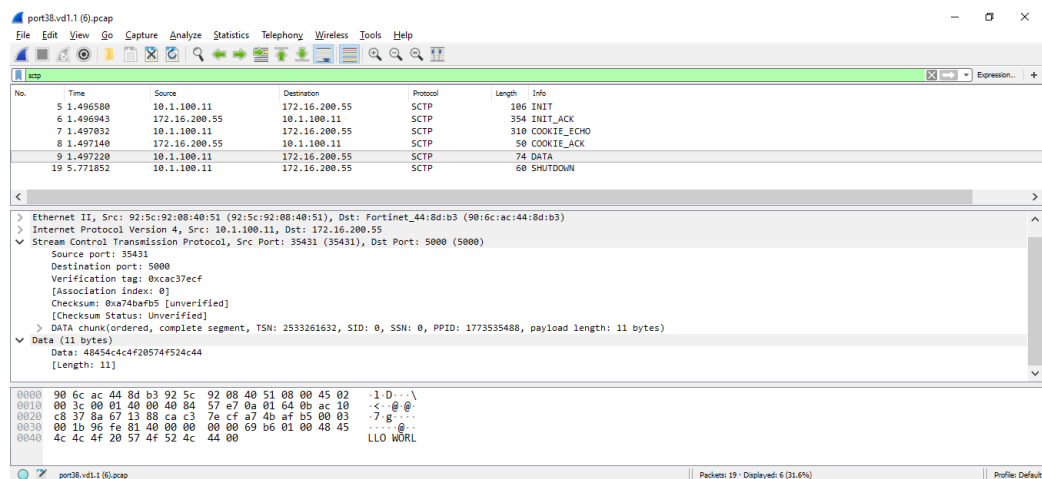 port38.vd1.1 (6).pcap
File Edit View Go Capture Analyze Statistics Telephony Wireless Tools Help
sctp Expression... +
No. Time Source Destination Protocol Length Info
5 1.496580 10.1.100.11 172.16.200.55 SCTP 106 INIT
6 1.496943 172.16.200.55 10.1.100.11 SCTP 354 INIT_ACK
7 1.497032 10.1.100.11 172.16.200.55 SCTP 310 COOKIE_ECHO
8 1.497140 172.16.200.55 10.1.100.11 SCTP 50 COOKIE_ACK
9 1.497220 10.1.100.11 172.16.200.55 SCTP 74 DATA
19 5.771852 10.1.100.11 172.16.200.55 SCTP 60 SHUTDOWN
Ethernet II, Src: 92:5c:92:08:40:51 (92:5c:92:08:40:51), Dst: Fortinet_44:8d:b3 (90:6c:ac:44:8d:b3)
Internet Protocol Version 4, Src: 10.1.100.11, Dst: 172.16.200.55
Stream Control Transmission Protocol, Src Port: 35431 (35431), Dst Port: 5000 (5000)
Source port: 35431
Destination port: 5000
Verification tag: 0xcac37ecf
[Association index: 0]
Checksum: 0xa74bafb5 [unverified]
[Checksum Status: Unverified]
DATA chunk(ordered, complete segment, TSN: 2533261632, SID: 0, SSN: 0, PPID: 1773535488, payload length: 11 bytes)
Data (11 bytes)
Data: 48454c4c4f20574f524c44
[Length: 11]
0000 90 6c ac 44 8d b3 92 5c 92 08 40 51 08 00 45 02 ·l·D···\
0010 00 3c 00 01 40 00 40 84 57 e7 0a 01 64 0b ac 10 ·<··@·@·
0020 c8 37 8a 67 13 88 ca c3 7e cf a7 4b af b5 00 03 ·7·g····
0030 00 1b 96 fe 81 40 00 00 00 00 69 b6 01 00 48 45 ·····@··
0040 4c 4c 4f 20 57 4f 52 4c 44 00 LLO WORL
port38.vd1.1 (6).pcap Packets: 19 · Displayed: 6 (31.6%) Profile: Default